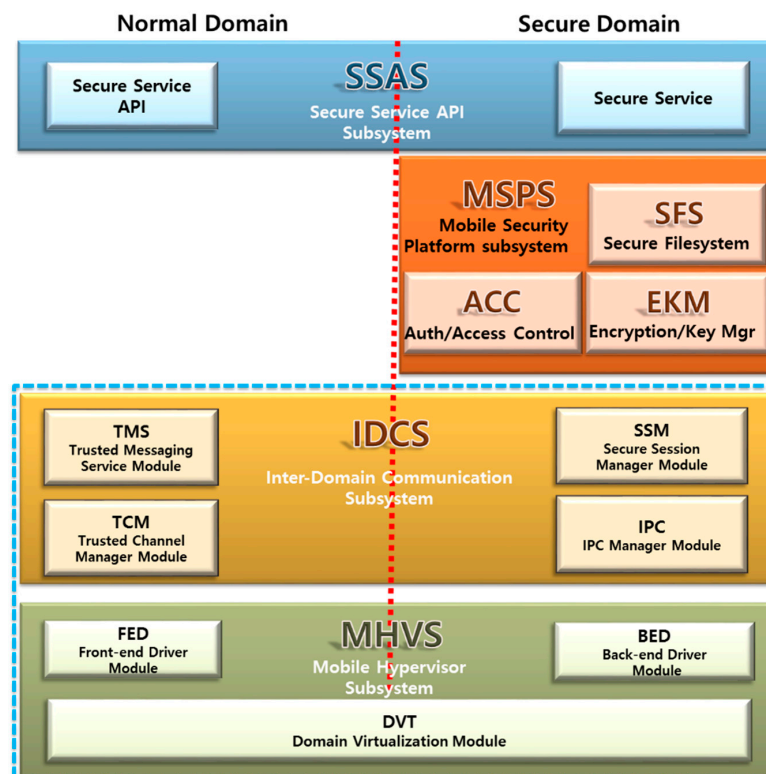 Normal Domain
Secure Domain
SSAS
Secure Service API
Subsystem
Secure Service
API
Secure Service
MSPS
Mobile Security
Platform subsystem
SFS
Secure Filesystem
ACC
Auth/Access Control
EKM
Encryption/Key Mgr
IDCS
Inter-Domain Communication
Subsystem
TMS
Trusted Messaging
Service Module
SSM
Secure Session
Manager Module
TCM
Trusted Channel
Manager Module
IPC
IPC Manager Module
MHVS
Mobile Hypervisor
Subsystem
FED
Front-end Driver
Module
BED
Back-end Driver
Module
DVT
Domain Virtualization Module